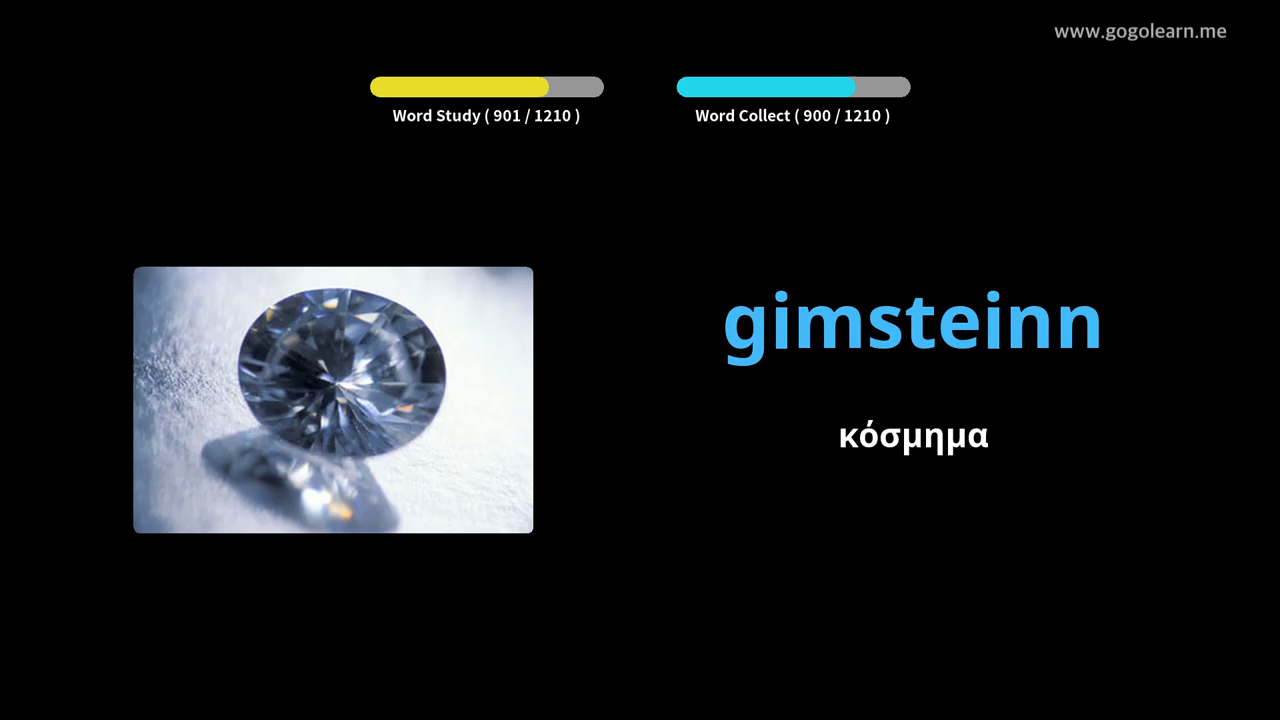 www.gogolearn.me
Word Study ( 901 / 1210 )
Word Collect ( 900 / 1210 )
gimsteinn
κόσμημα